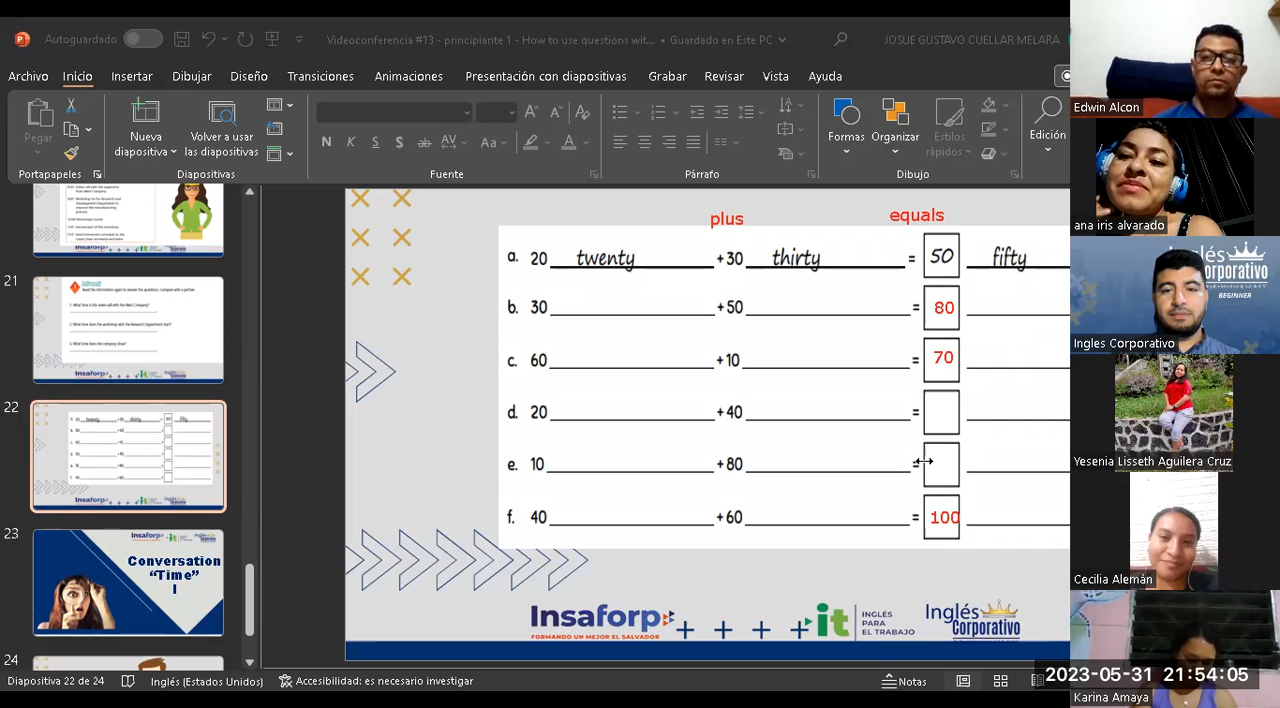 Autoguardado
Videoconferencia #13 - principiante 1 - How to use questions wit... • Guardado en Este PC
JOSUE GUSTAVO CUELLAR MELARA
Archivo Inicio Insertar Dibujar Diseño Transiciones Animaciones Presentación con diapositivas Grabar Revisar Vista Ayuda
Pegar
Nueva diapositiva
Volver a usar las diapositivas
N K S S ab AV Aa A
Formas Organizar Estilos rápidos Edición
Portapapeles Diapositivas Fuente Párrafo Dibujo
21
22
23
Conversation
“Time”
I
24
plus equals
a. 20 twenty +30 thirty = 50 fifty
b. 30 +50 = 80
c. 60 +10 = 70
d. 20 +40 =
e. 10 +80 =
f. 40 +60 = 100
Insaforp
FORMANDO UN MEJOR EL SALVADOR
it INGLÉS PARA EL TRABAJO
Inglés Corporativo
Edwin Alcon
ana iris alvarado
BEGINNER
Ingles Corporativo
Yesenia Lisseth Aguilera Cruz
Cecilia Alemán
Karina Amaya
2023-05-31 21:54:05
Diapositiva 22 de 24 Inglés (Estados Unidos) Accesibilidad: es necesario investigar Notas